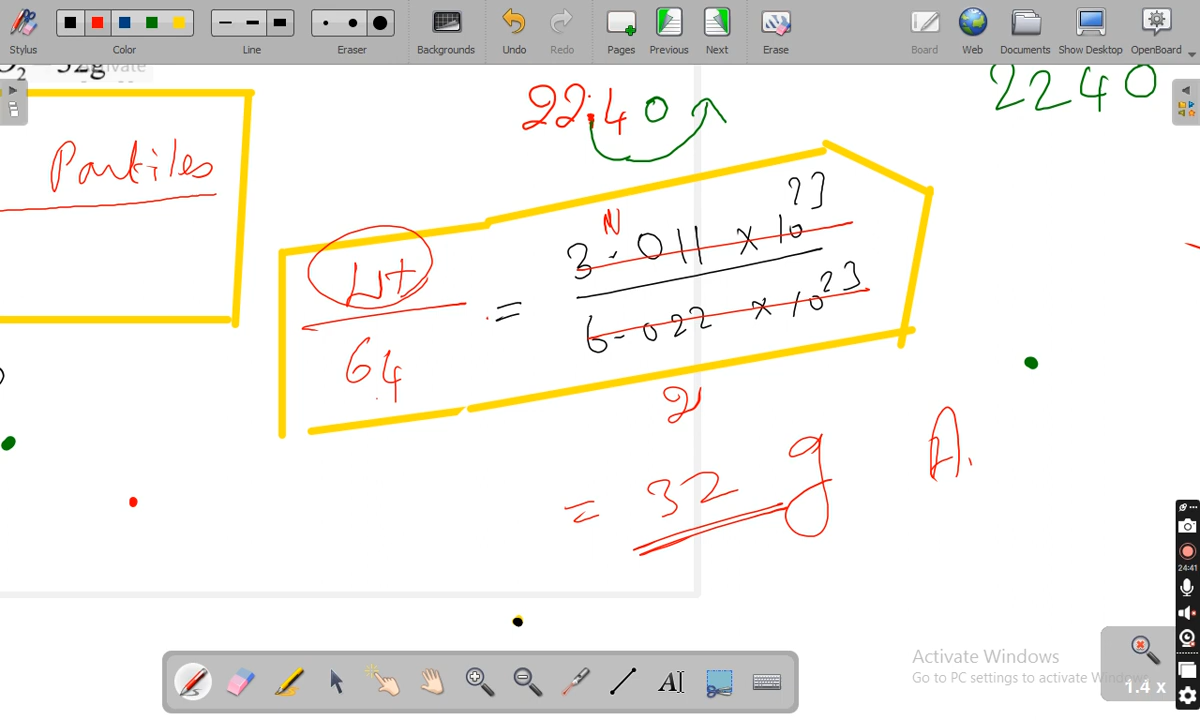 Stylus Color Line Eraser Backgrounds Undo Redo Pages Previous Next Erase Board Web Documents Show Desktop OpenBoard
22.40
2240
Partiles
Wt/64 = 3.011 x 10^23/6.022 x 10^23
2
= 32 g
A.
24:41
Activate Windows
Go to PC settings to activate Windows.
1.4 x